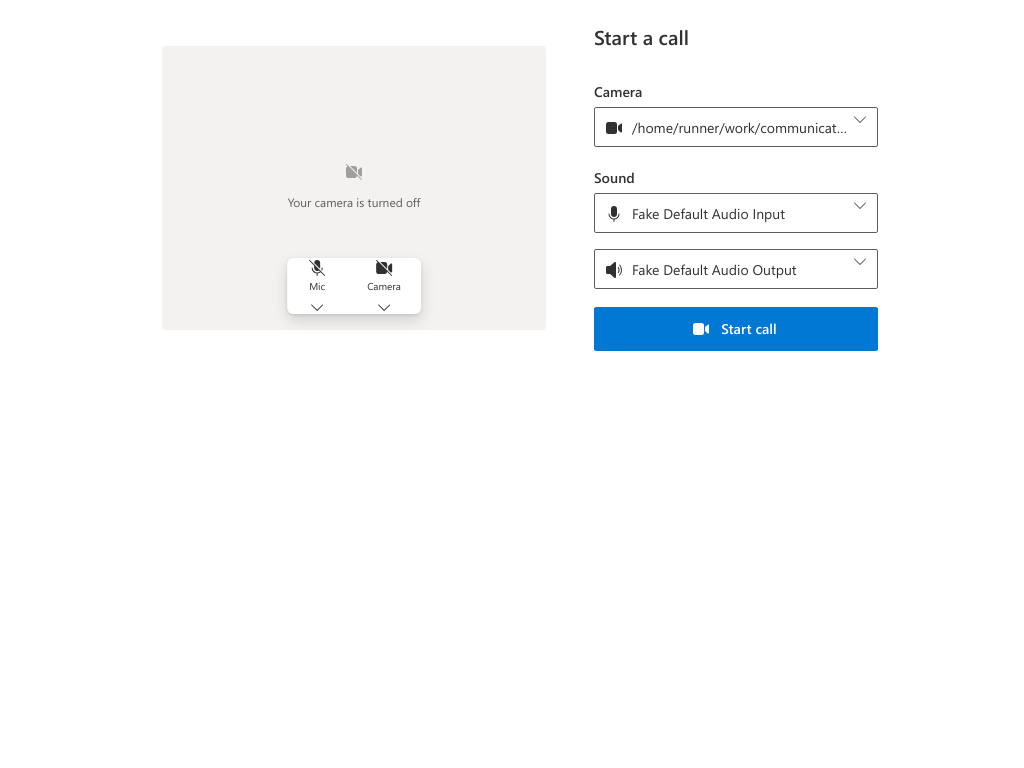 Start a call
Your camera is turned off
Mic
Camera
Camera
/home/runner/work/communicat...
Sound
Fake Default Audio Input
Fake Default Audio Output
Start call